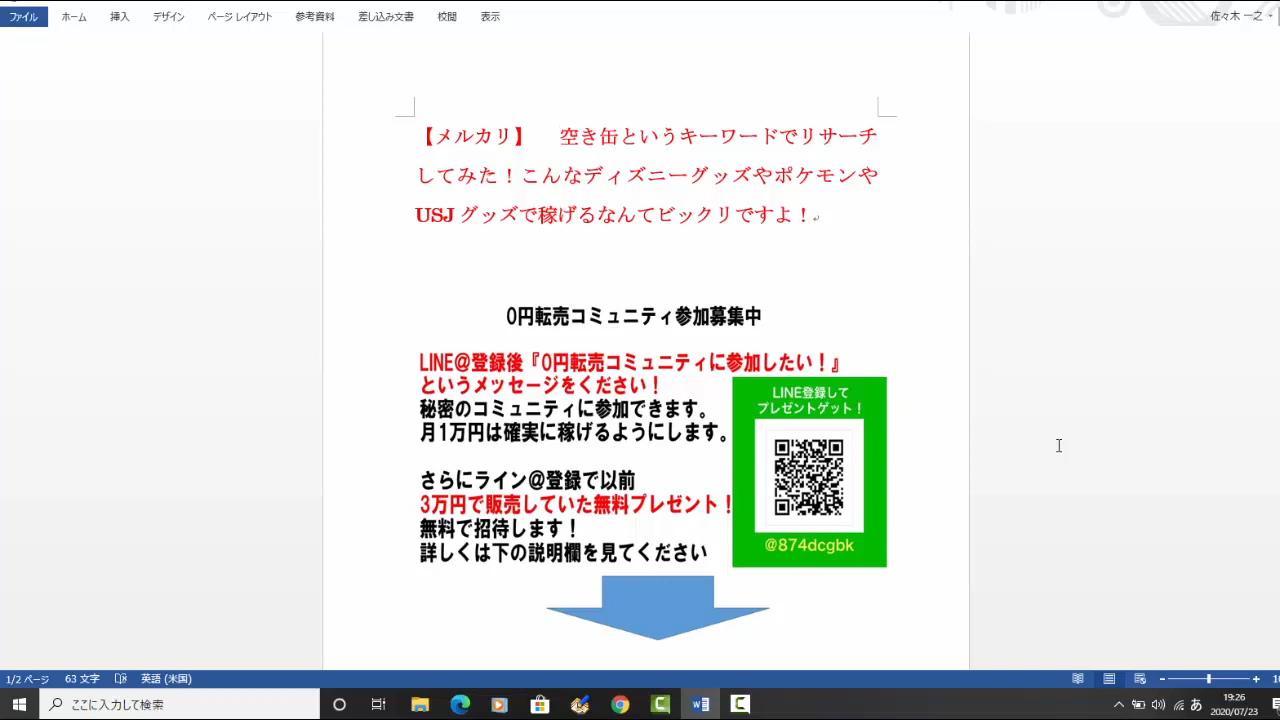 ファイル ホーム 挿入 デザイン ページ レイアウト 参考資料 差し込み文書 校閲 表示 佐々木 一之
【メルカリ】 空き缶というキーワードでリサーチ
してみた！こんなディズニーグッズやポケモンや
USJ グッズで稼げるなんてビックリですよ！
0円転売コミュニティ参加募集中
LINE@登録後『0円転売コミュニティに参加したい！』
というメッセージをください！
秘密のコミュニティに参加できます。
月1万円は確実に稼げるようにします。
LINE登録して
プレゼントゲット！
@874dcgbk
さらにライン@登録で以前
3万円で販売していた無料プレゼント！
無料で招待します！
詳しくは下の説明欄を見てください
1/2 ページ 63 文字 英語 (米国)
ここに入力して検索
あ
19:26
2020/07/23